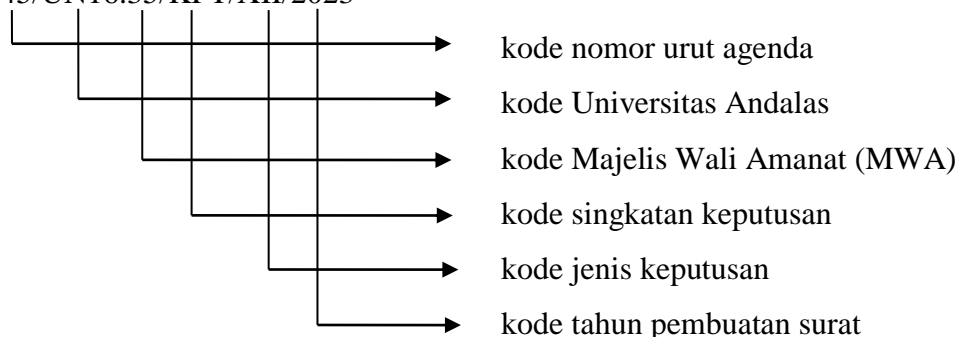 kode nomor urut agenda
kode Universitas Andalas
kode Majelis Wali Amanat (MWA)
kode singkatan keputusan
kode jenis keputusan
kode tahun pembuatan surat